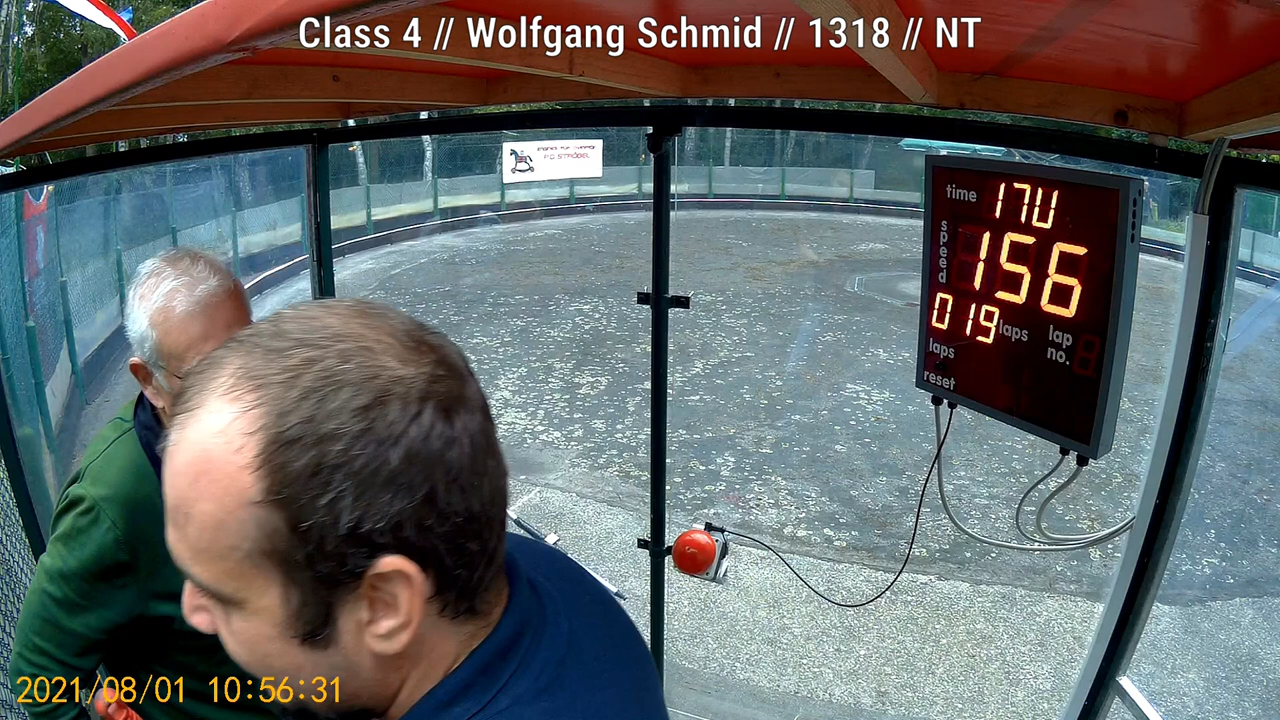 Class 4 // Wolfgang Schmid // 1318 // NT
P.C. STRÖBEL
time
speed
156
019 laps
lap no.
laps
reset
2021/08/01 10:56:31